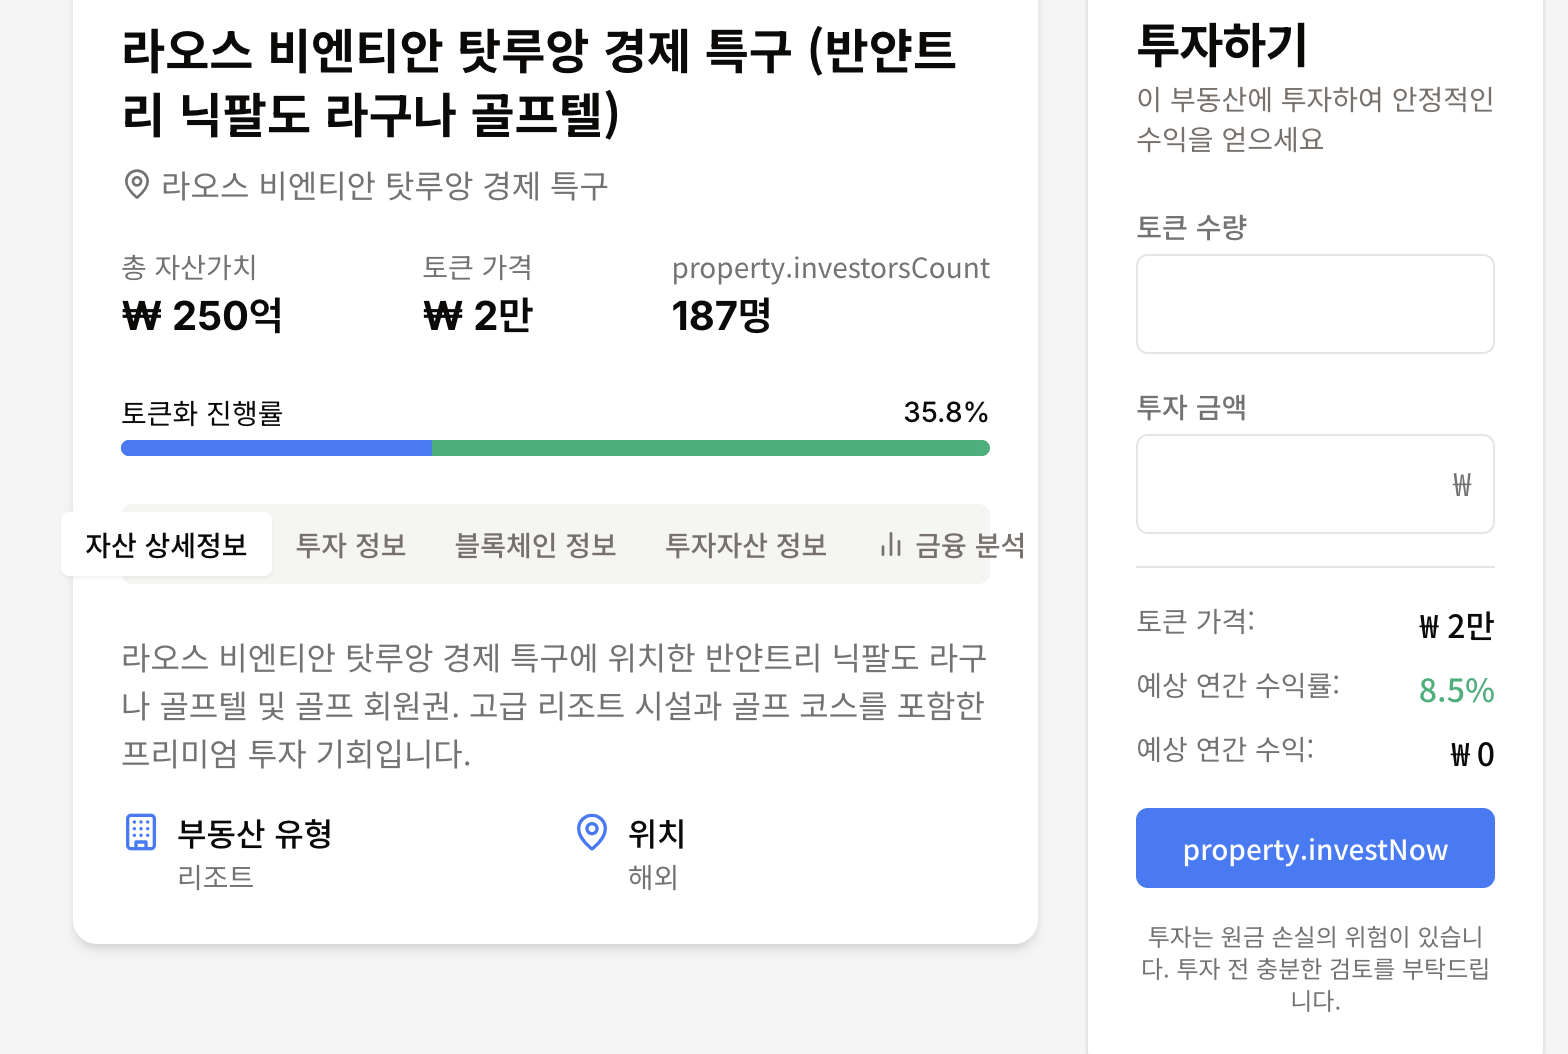 라오스 비엔티안 탓루앙 경제 특구 (반얀트
리 닉팔도 라구나 골프텔)
라오스 비엔티안 탓루앙 경제 특구
총 자산가치
₩ 250억
토큰 가격
₩ 2만
property.investorsCount
187명
토큰화 진행률
35.8%
자산 상세정보
투자 정보
블록체인 정보
투자자산 정보
금융 분석
라오스 비엔티안 탓루앙 경제 특구에 위치한 반얀트리 닉팔도 라구
나 골프텔 및 골프 회원권. 고급 리조트 시설과 골프 코스를 포함한
프리미엄 투자 기회입니다.
부동산 유형
리조트
위치
해외
투자하기
이 부동산에 투자하여 안정적인
수익을 얻으세요
토큰 수량
투자 금액
₩
토큰 가격:
₩ 2만
예상 연간 수익률:
8.5%
예상 연간 수익:
₩ 0
property.investNow
투자는 원금 손실의 위험이 있습니
다. 투자 전 충분한 검토를 부탁드립
니다.